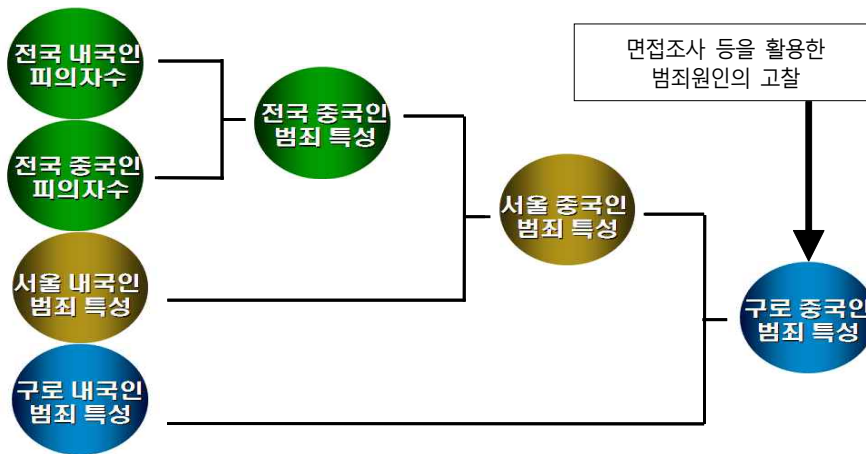 전국 내국인
피의자수
전국 중국인
피의자수
서울 내국인
범죄 특성
구로 내국인
범죄 특성
전국 중국인
범죄 특성
서울 중국인
범죄 특성
면접조사 등을 활용한
범죄원인의 고찰
구로 중국인
범죄 특성